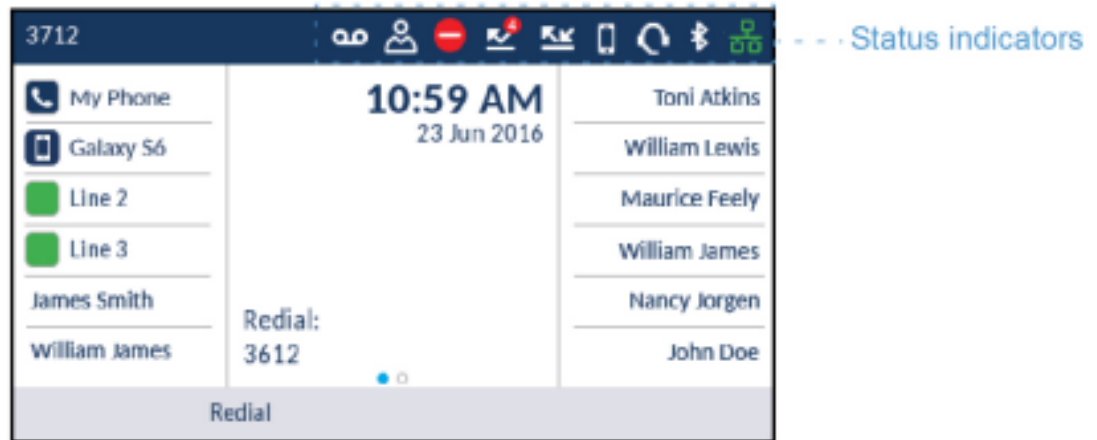 3712
Status indicators
4
My Phone
Galaxy S6
Line 2
Line 3
James Smith
William James
10:59 AM
23 Jun 2016
Redial:
3612
Toni Atkins
William Lewis
Maurice Feely
William James
Nancy Jorgen
John Doe
Redial